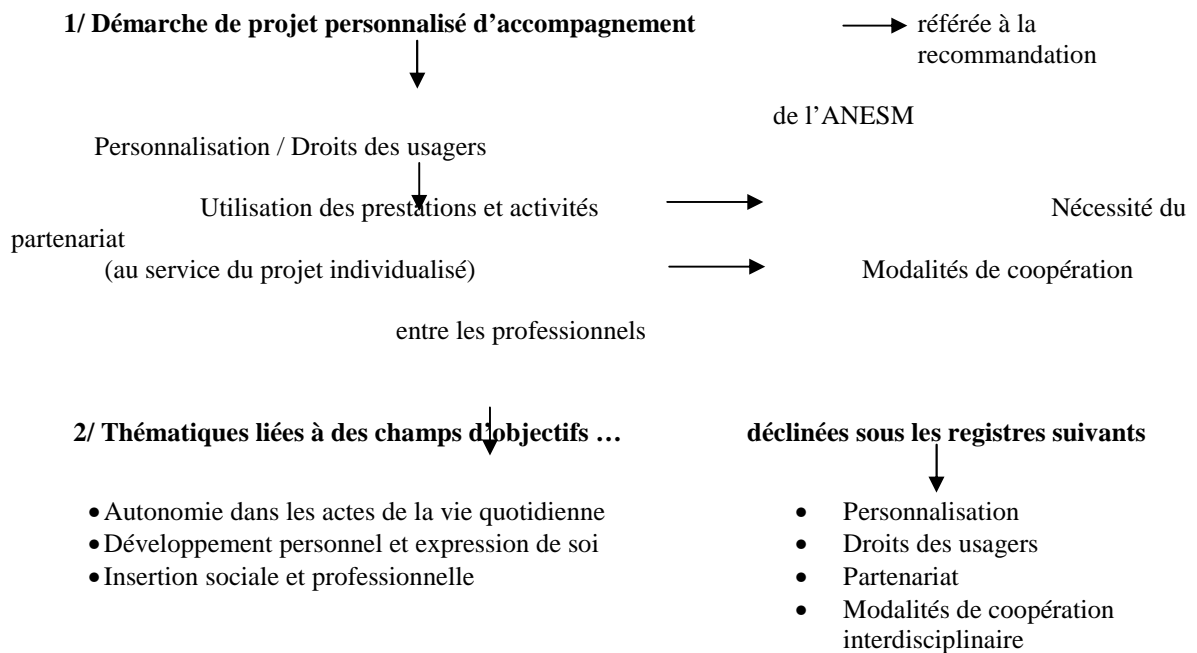 1/ Démarche de projet personnalisé d’accompagnement référée à la
recommandation
de l’ANESM
Personnalisation / Droits des usagers
Utilisation des prestations et activités Nécessité du
partenariat
(au service du projet individualisé) Modalités de coopération
entre les professionnels
2/ Thématiques liées à des champs d’objectifs … déclinées sous les registres suivants
• Autonomie dans les actes de la vie quotidienne • Personnalisation
• Développement personnel et expression de soi • Droits des usagers
• Insertion sociale et professionnelle • Partenariat
• Modalités de coopération
interdisciplinaire